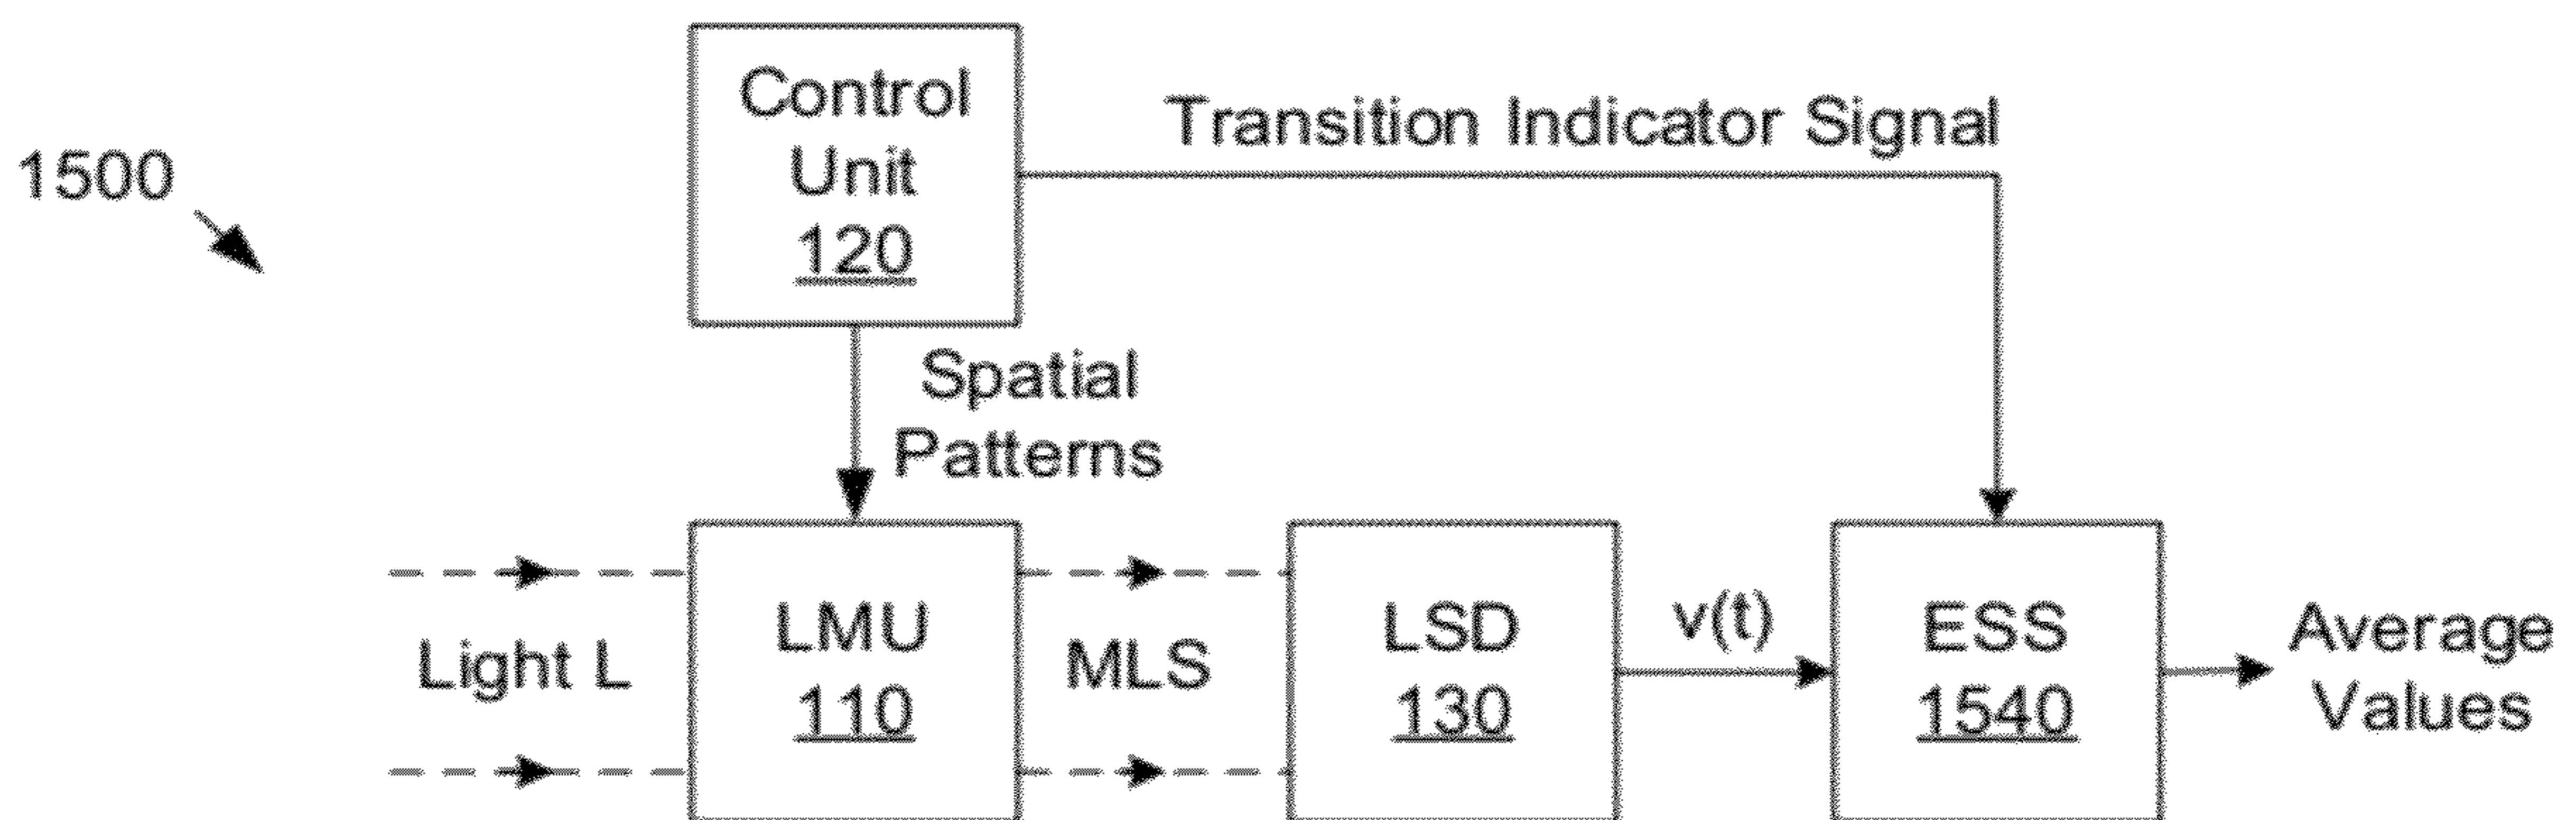 Control
Unit
120
Transition Indicator Signal
1500
Spatial
Patterns
Light L
LMU
110
MLS
LSD
130
v(t)
ESS
1540
Average
Values